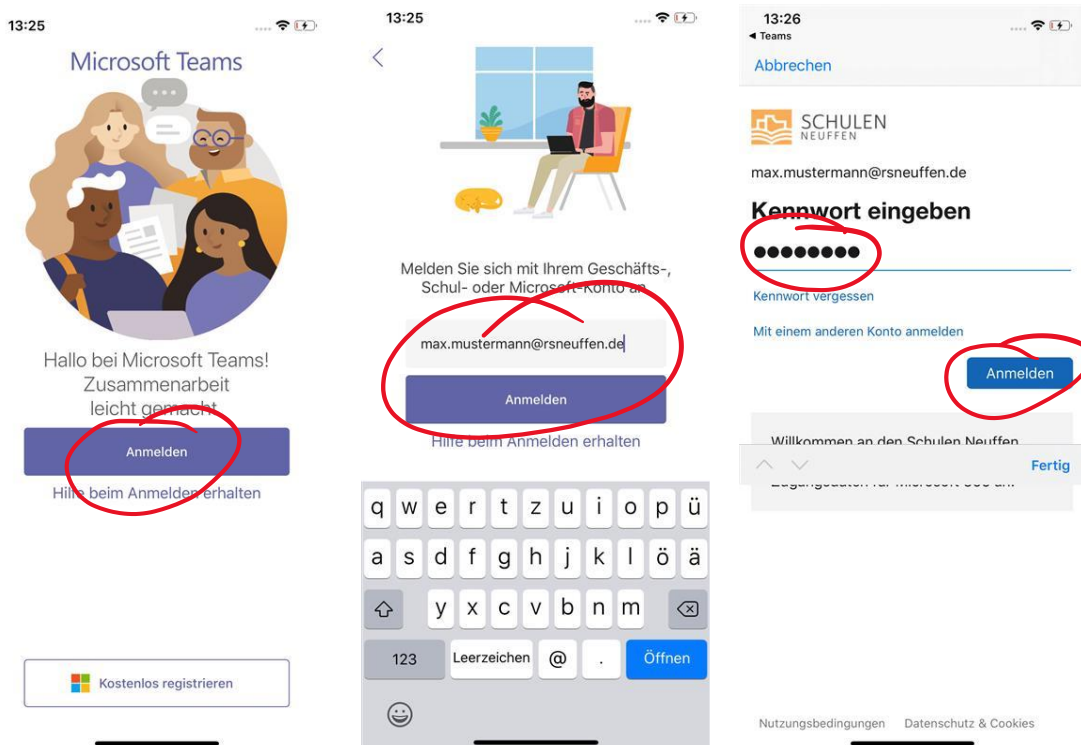 13:25
Microsoft Teams
Hallo bei Microsoft Teams!
Zusammenarbeit
leicht gemacht
Anmelden
Hilfe beim Anmelden erhalten
Kostenlos registrieren
13:25
Melden Sie sich mit Ihrem Geschäfts-,
Schul- oder Microsoft-Konto an
max.mustermann@rsneuffen.de
Anmelden
Hilfe beim Anmelden erhalten
q w e r t z u i o p ü
a s d f g h j k l ö ä
y x c v b n m
123 Leerzeichen @ . Öffnen
13:26
Teams
Abbrechen
SCHULEN
NEUFFEN
max.mustermann@rsneuffen.de
Kennwort eingeben
Kennwort vergessen
Mit einem anderen Konto anmelden
Anmelden
Willkommen an den Schulen Neuffen
Fertig
Nutzungsbedingungen Datenschutz & Cookies